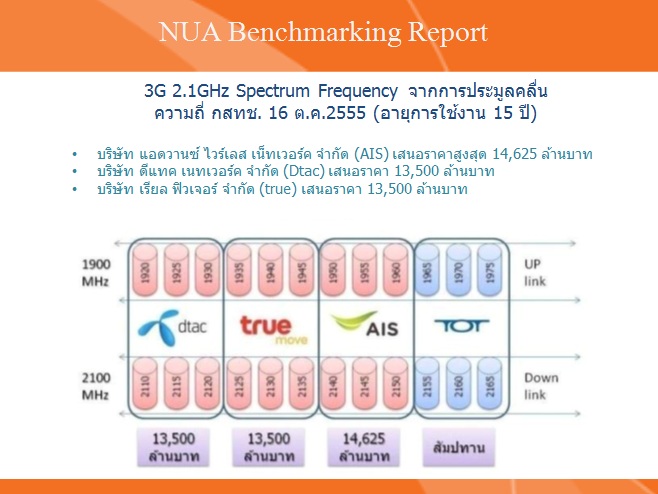 NUA Benchmarking Report
3G 2.1GHz Spectrum Frequency จากการประมูลคลื่น
ความถี่ กสทช. 16 ต.ค.2555 (อายุการใช้งาน 15 ปี)
• บริษัท แอดวานซ์ ไวร์เลส เน็ทเวอร์ค จำกัด (AIS) เสนอราคาสูงสุด 14,625 ล้านบาท
• บริษัท ดีแทค เนทเวอร์ค จำกัด (Dtac) เสนอราคา 13,500 ล้านบาท
• บริษัท เรียล ฟิวเจอร์ จำกัด (true) เสนอราคา 13,500 ล้านบาท
1900 MHz
1920 1925 1930 1935 1940 1945 1950 1955 1960 1965 1970 1975
UP link
dtac true move AIS TOT
2100 MHz
2110 2115 2120 2125 2130 2135 2140 2145 2150 2155 2160 2165
Down link
13,500 ล้านบาท
13,500 ล้านบาท
14,625 ล้านบาท
สัมปทาน